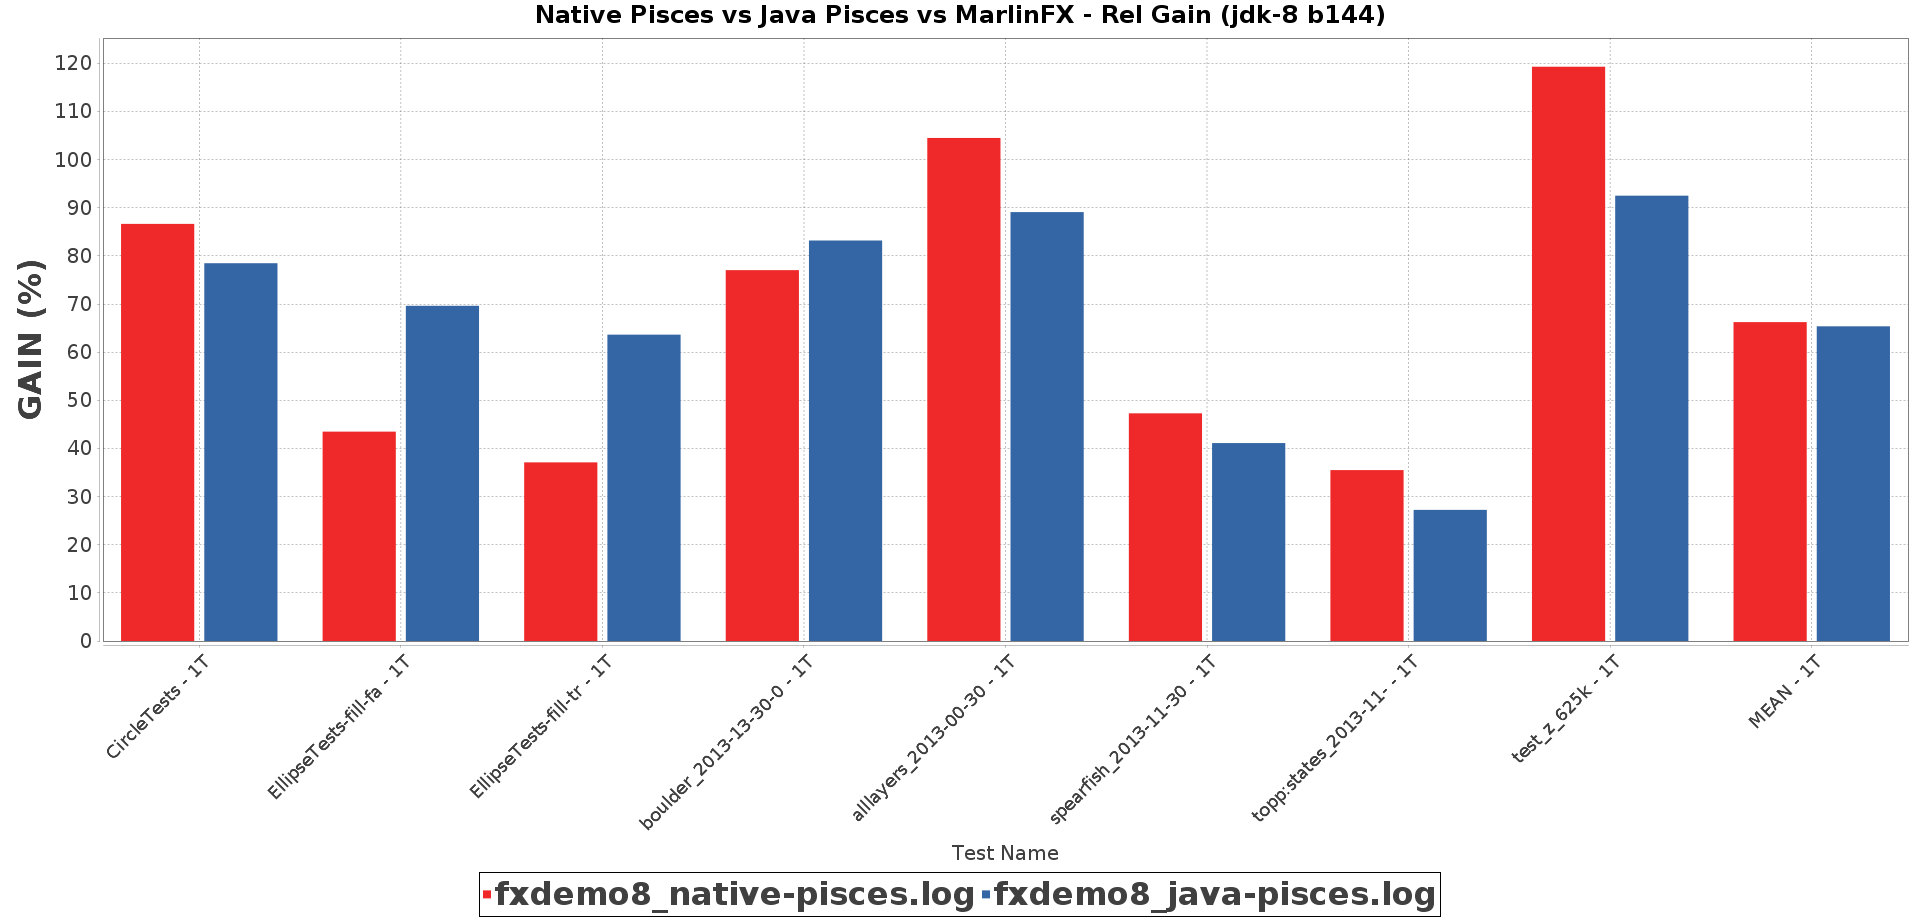 Native Pisces vs Java Pisces vs MarlinFX - Rel Gain (jdk-8 b144)
GAIN (%)
120
110
100
90
80
70
60
50
40
30
20
10
0
CircleTests - 1T
EllipseTests-fill-fa - 1T
EllipseTests-fill-tr - 1T
boulder_2013-13-30-0 - 1T
alllayers_2013-00-30 - 1T
spearfish_2013-11-30 - 1T
topp:states_2013-11- - 1T
test_z_625k - 1T
MEAN - 1T
Test Name
fxdemo8_native-pisces.log fxdemo8_java-pisces.log